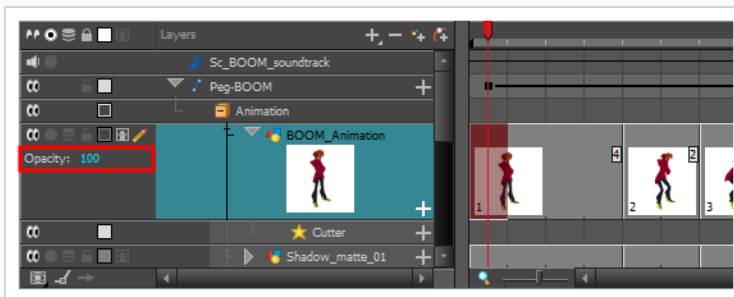 Layers
Sc_BOOM_soundtrack
Peg-BOOM
Animation
BOOM_Animation
Opacity: 100
4
2
1
2
3
Cutter
Shadow_matte_01